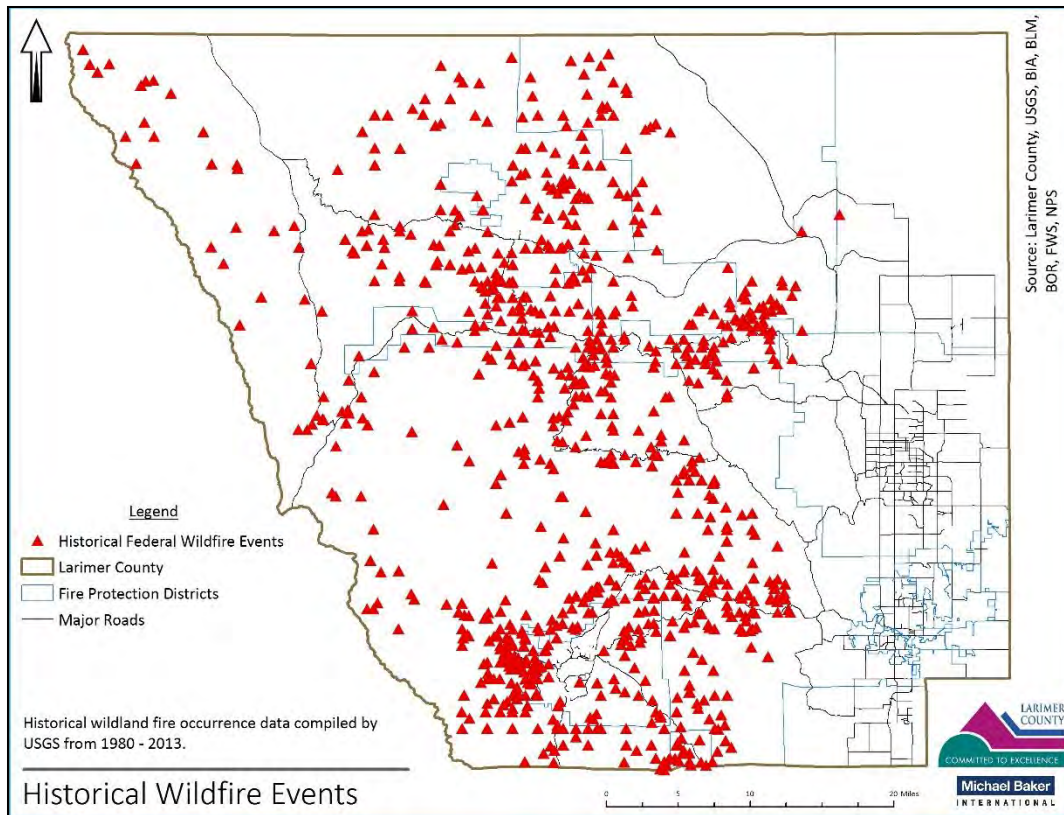 Source: Larimer County, USGS, BIA, BLM,
BOR, FWS, NPS
Legend
Historical Federal Wildfire Events
Larimer County
Fire Protection Districts
Major Roads
Historical wildland fire occurrence data compiled by
USGS from 1980 - 2013.
Historical Wildfire Events
0 5 10 20 Miles
LARIMER
COUNTY
COMMITTED TO EXCELLENCE
Michael Baker
INTERNATIONAL